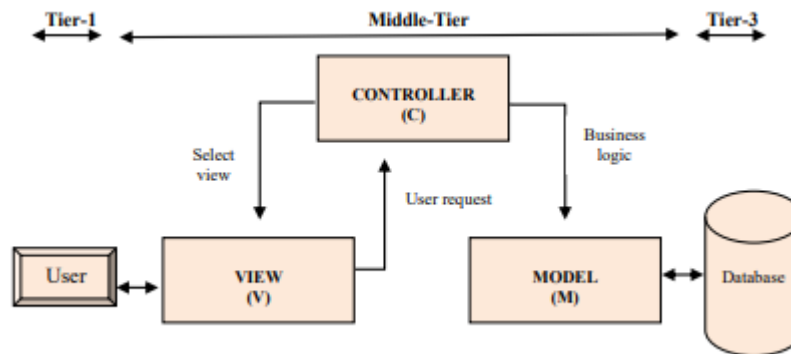 Tier-1
Middle-Tier
Tier-3
CONTROLLER
(C)
Select
view
Business
logic
User request
User
VIEW
(V)
MODEL
(M)
Database